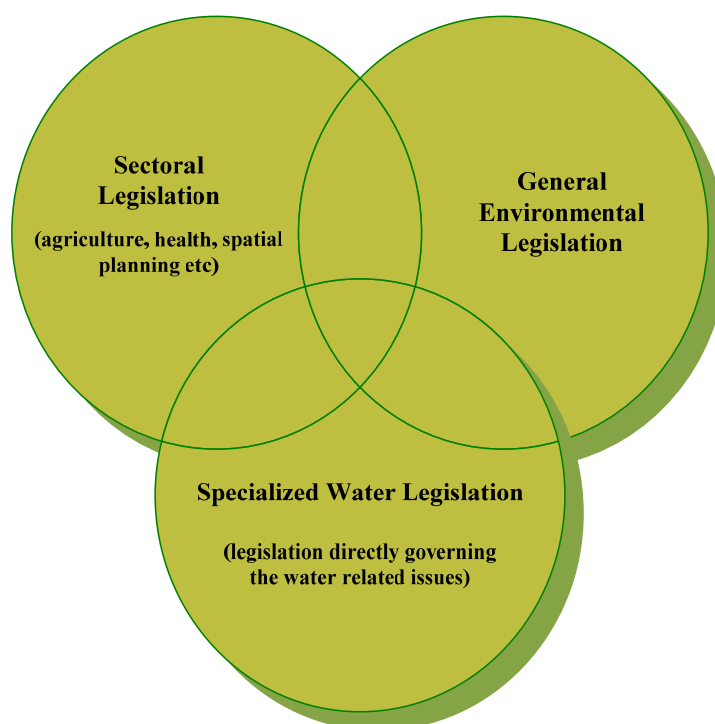 Sectoral
Legislation
(agriculture, health, spatial
planning etc)
General
Environmental
Legislation
Specialized Water Legislation
(legislation directly governing
the water related issues)